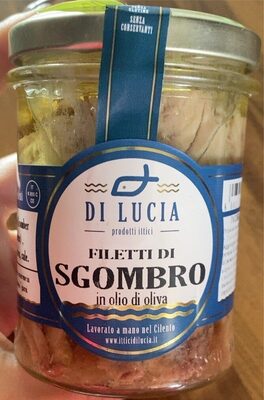 SENZA
CONSERVANTI
DI LUCIA
prodotti ittici
FILETTI DI
SGOMBRO
in olio di oliva
Lavorato a mano nel Cilento
www.itticidilucia.it